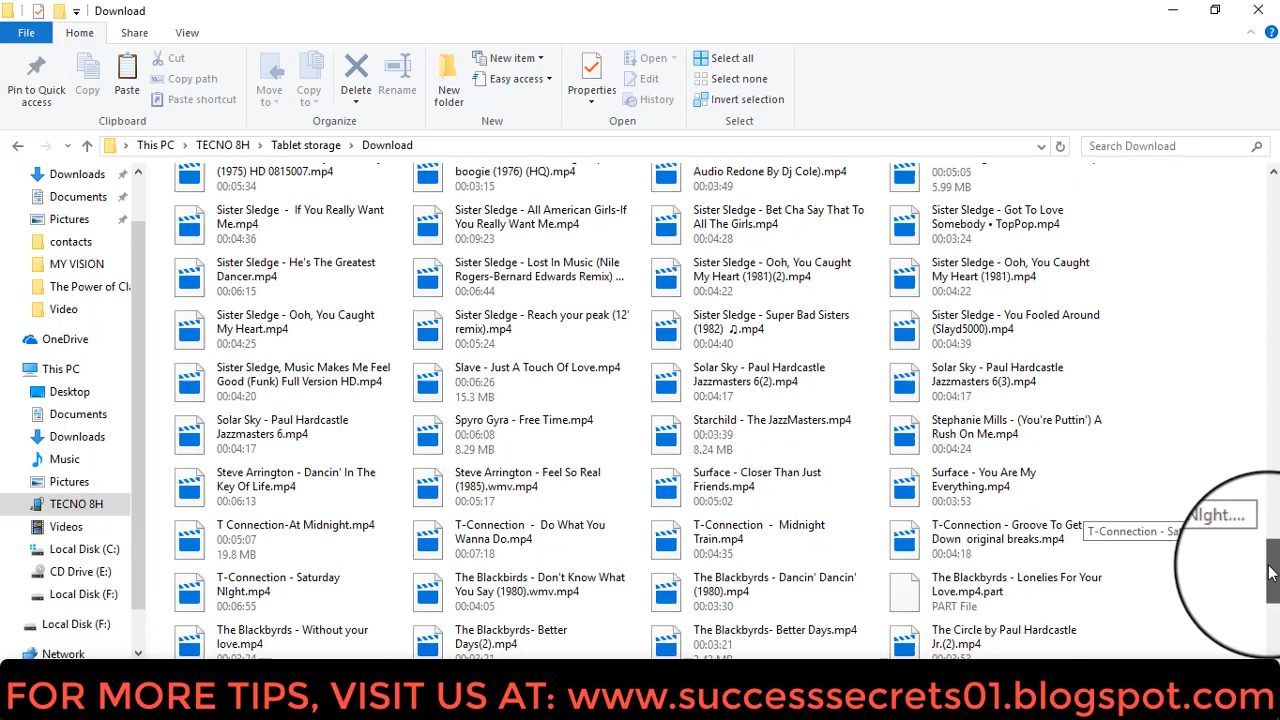 Download
File Home Share View
Pin to Quick access
Copy
Paste
Cut
Copy path
Paste shortcut
Clipboard
Move to
Copy to
Delete
Rename
Organize
New folder
New item
Easy access
New
Properties
Open
Edit
History
Open
Select all
Select none
Invert selection
Select
This PC > TECNO 8H > Tablet storage > Download
Search Download
Downloads
Documents
Pictures
contacts
MY VISION
The Power of Cl
Video
OneDrive
This PC
Desktop
Documents
Downloads
Music
Pictures
TECNO 8H
Videos
Local Disk (C:)
CD Drive (E:)
Local Disk (F:)
Local Disk (F:)
Network
(1975) HD 0815007.mp4
00:05:34
boogie (1976) (HQ).mp4
00:03:15
Audio Redone By Dj Cole).mp4
00:03:49
00:05:05
5.99 MB
Sister Sledge - If You Really Want
Me.mp4
00:04:36
Sister Sledge - All American Girls-If
You Really Want Me.mp4
00:09:23
Sister Sledge - Bet Cha Say That To
All The Girls.mp4
00:04:28
Sister Sledge - Got To Love
Somebody • TopPop.mp4
00:03:24
Sister Sledge - He's The Greatest
Dancer.mp4
00:06:15
Sister Sledge - Lost In Music (Nile
Rogers-Bernard Edwards Remix) ...
00:06:44
Sister Sledge - Ooh, You Caught
My Heart (1981)(2).mp4
00:04:22
Sister Sledge - Ooh, You Caught
My Heart (1981).mp4
00:04:22
Sister Sledge - Ooh, You Caught
My Heart.mp4
00:04:25
Sister Sledge - Reach your peak (12'
remix).mp4
00:05:24
Sister Sledge - Super Bad Sisters
(1982) ♫.mp4
00:04:40
Sister Sledge - You Fooled Around
(Slayd5000).mp4
00:04:39
Sister Sledge, Music Makes Me Feel
Good (Funk) Full Version HD.mp4
00:04:20
Slave - Just A Touch Of Love.mp4
00:06:26
15.3 MB
Solar Sky - Paul Hardcastle
Jazzmasters 6(2).mp4
00:04:17
Solar Sky - Paul Hardcastle
Jazzmasters 6(3).mp4
00:04:17
Solar Sky - Paul Hardcastle
Jazzmasters 6.mp4
00:04:17
Spyro Gyra - Free Time.mp4
00:06:08
8.29 MB
Starchild - The JazzMasters.mp4
00:03:39
8.24 MB
Stephanie Mills - (You're Puttin') A
Rush On Me.mp4
00:04:24
Steve Arrington - Dancin' In The
Key Of Life.mp4
00:06:13
Steve Arrington - Feel So Real
(1985).wmv.mp4
00:05:17
Surface - Closer Than Just
Friends.mp4
00:05:02
Surface - You Are My
Everything.mp4
00:03:53
T Connection-At Midnight.mp4
00:05:07
19.8 MB
T-Connection - Do What You
Wanna Do.mp4
00:07:18
T-Connection - Midnight
Train.mp4
00:04:35
T-Connection - Groove To Get
Down original breaks.mp4
00:04:18
T-Connection - Sa
NIght....
T-Connection - Saturday
NIght.mp4
00:06:55
The Blackbirds - Don't Know What
You Say (1980).wmv.mp4
00:04:05
The Blackbyrds - Dancin' Dancin'
(1980).mp4
00:03:30
The Blackbyrds - Lonelies For Your
Love.mp4.part
PART File
The Blackbyrds - Without your
love.mp4
The Blackbyrds- Better
Days(2).mp4
00:03:21
The Blackbyrds- Better Days.mp4
00:03:21
The Circle by Paul Hardcastle
Jr.(2).mp4
00:03:53
FOR MORE TIPS, VISIT US AT: www.successsecrets01.blogspot.com